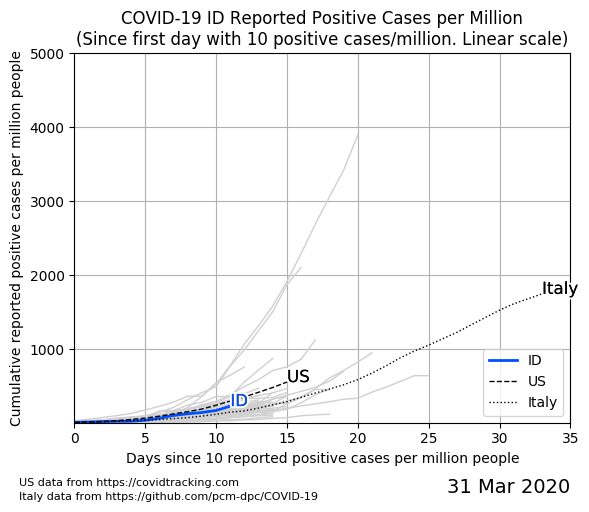 COVID-19 ID Reported Positive Cases per Million
(Since first day with 10 positive cases/million. Linear scale)
Cumulative reported positive cases per million people
5000
4000
3000
2000
1000
Italy
US
ID
ID
US
Italy
0 5 10 15 20 25 30 35
Days since 10 reported positive cases per million people
US data from https://covidtracking.com
Italy data from https://github.com/pcm-dpc/COVID-19
31 Mar 2020